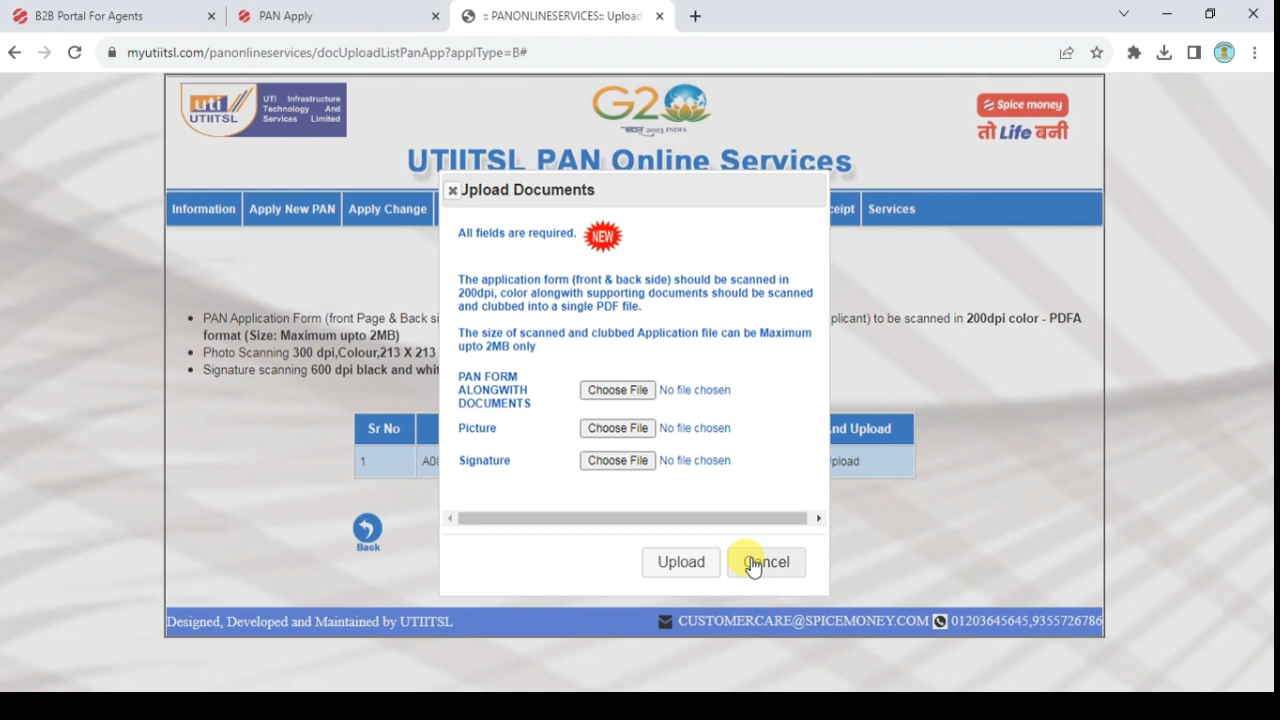 B2B Portal For Agents
PAN Apply
:: PANONLINESERVICES:: Upload
myutiitsl.com/panonlineservices/docUploadListPanApp?applType=B#
uti
UTIITSL
UTI Infrastructure
Technology And
Services Limited
G20
2023 INDIA
Spice money
तो Life बनी
UTIITSL PAN Online Services
Information Apply New PAN Apply Change
ceipt Services
Upload Documents
All fields are required. NEW
The application form (front & back side) should be scanned in
200dpi, color alongwith supporting documents should be scanned
and clubbed into a single PDF file.
The size of scanned and clubbed Application file can be Maximum
upto 2MB only
PAN FORM
ALONGWITH
DOCUMENTS
Choose File No file chosen
Picture Choose File No file chosen
Signature Choose File No file chosen
Upload Cancel
PAN Application Form (front Page & Back si
plicant) to be scanned in 200dpi color - PDFA
format (Size: Maximum upto 2MB)
Photo Scanning 300 dpi,Colour,213 X 213
Signature scanning 600 dpi black and whit
Sr No
nd Upload
1 A0
pload
Back
Designed, Developed and Maintained by UTIITSL
CUSTOMERCARE@SPICEMONEY.COM 01203645645,9355726786